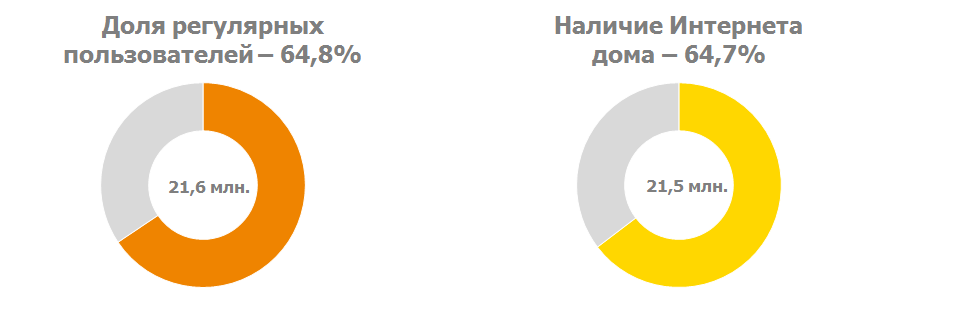 Доля регулярных
пользователей – 64,8%
21,6 млн.
Наличие Интернета
дома – 64,7%
21,5 млн.